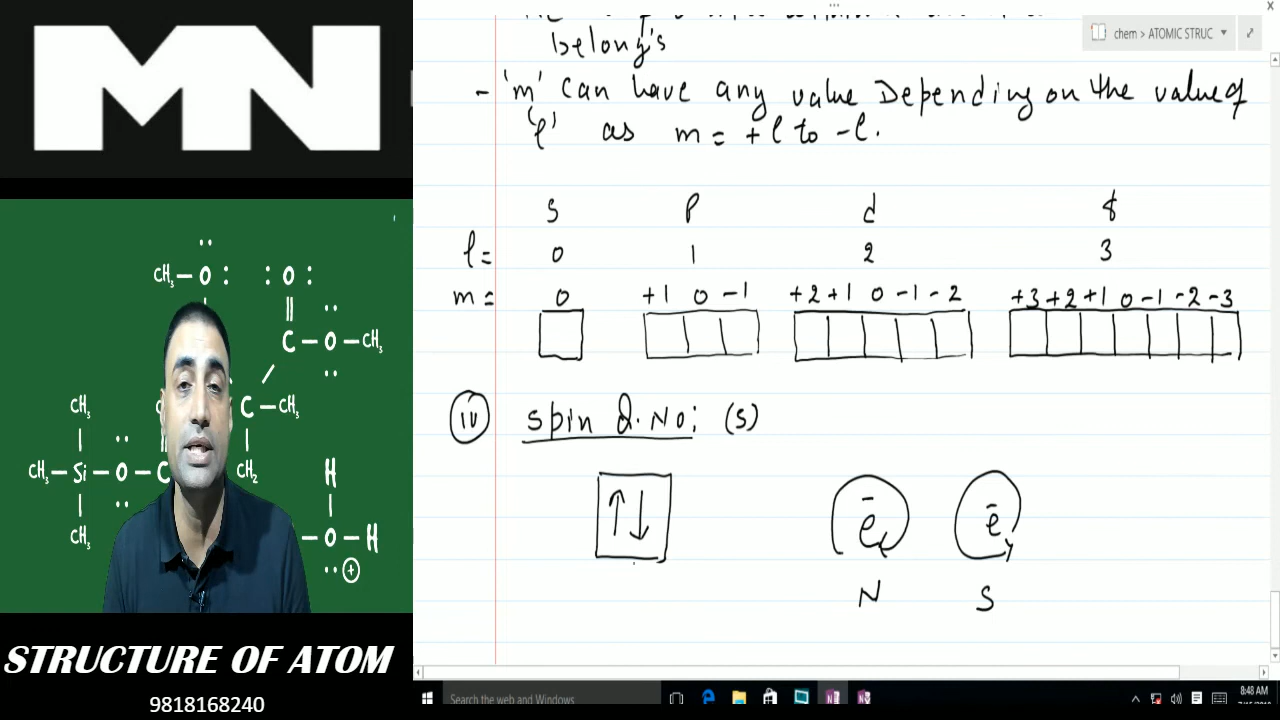 MN
belong's
- 'm' can have any value Depending on the value of
'l' as m = +l to -l.
chem > ATOMIC STRUC
s p d f
l = 0 1 2 3
m = 0 +1 0 -1 +2 +1 0 -1 -2 +3 +2 +1 0 -1 -2 -3
iv spin Q.No: (s)
↑↓ e- e-
N S
CH3 – O : : O :
C – O – CH3
CH3 C – CH3
CH3 – Si – O – C CH2 H
CH3 – O – H
+
STRUCTURE OF ATOM
9818168240
Search the web and Windows
8:48 AM